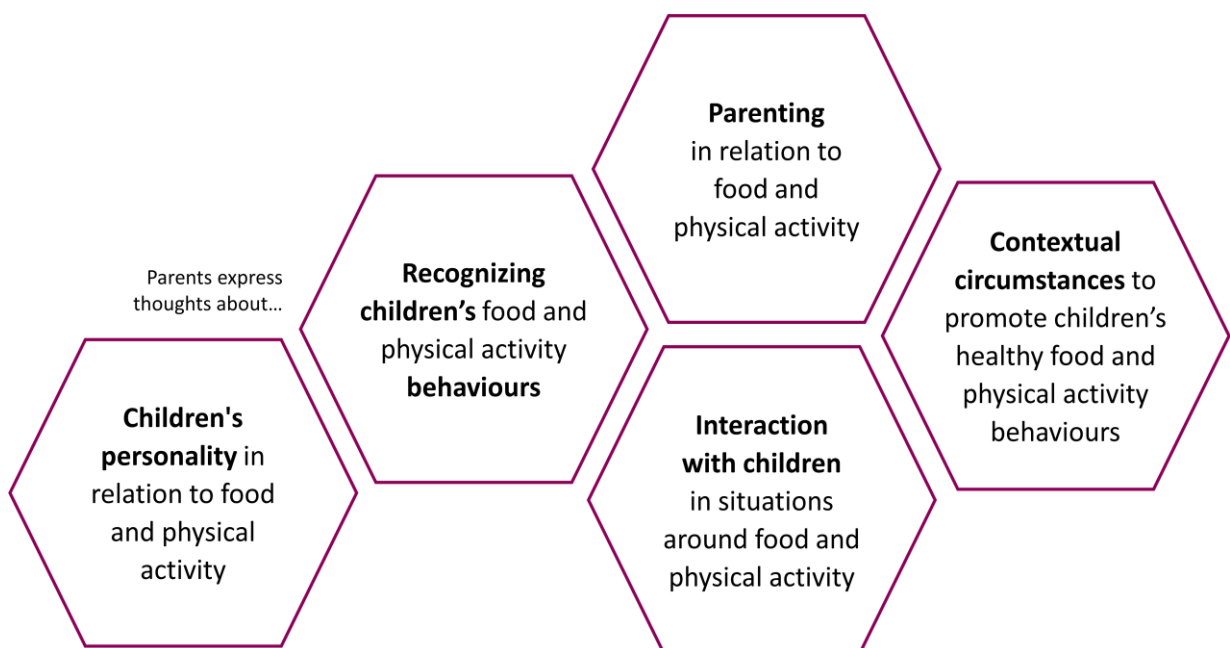 Parents express
thoughts about…
Children's
personality in
relation to food
and physical
activity
Recognizing
children’s food and
physical activity
behaviours
Parenting
in relation to
food and
physical activity
Interaction
with children
in situations
around food and
physical activity
Contextual
circumstances to
promote children’s
healthy food and
physical activity
behaviours